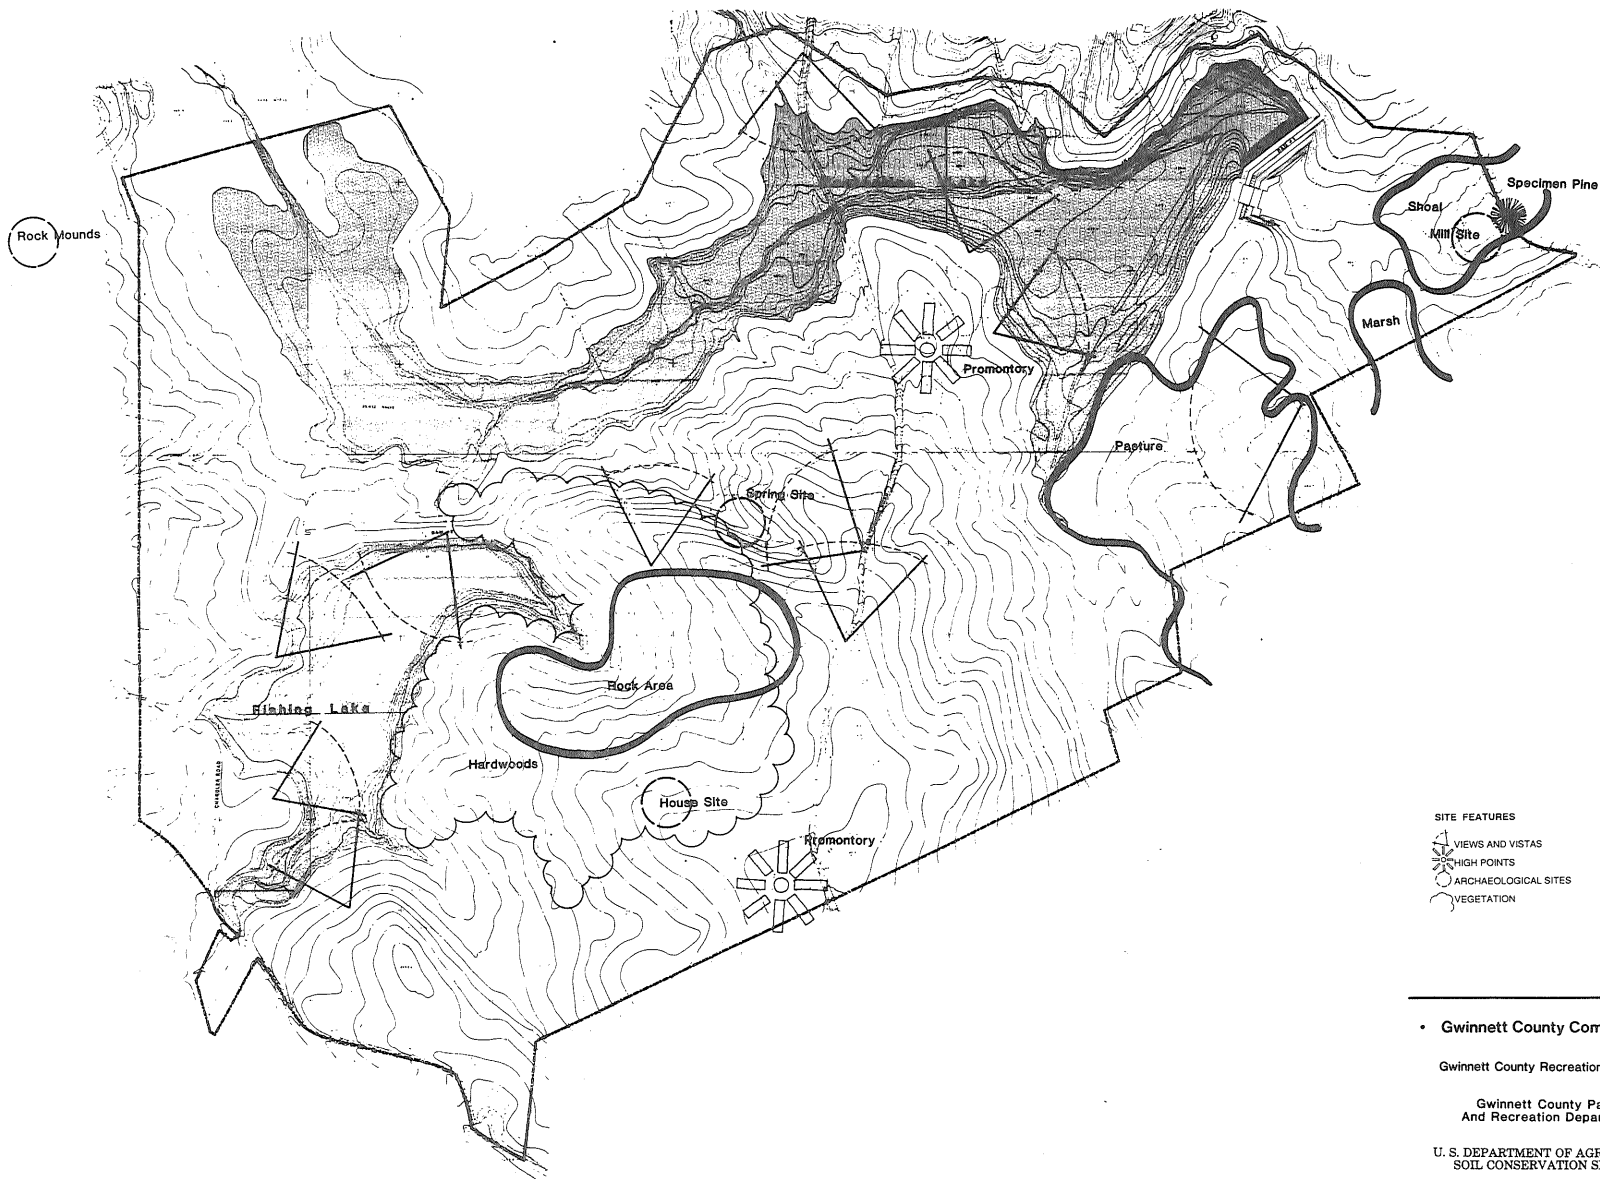 Rock Mounds
Specimen Pine
Shoal
Mill Site
Marsh
Promontory
Pasture
Spring Site
Rock Area
Fishing Lake
CHANDLER ROAD
Hardwoods
House Site
Promontory
SITE FEATURES
VIEWS AND VISTAS
HIGH POINTS
ARCHAEOLOGICAL SITES
VEGETATION
• Gwinnett County Com
Gwinnett County Recreation
Gwinnett County Pa
And Recreation Depar
U. S. DEPARTMENT OF AGR
SOIL CONSERVATION S